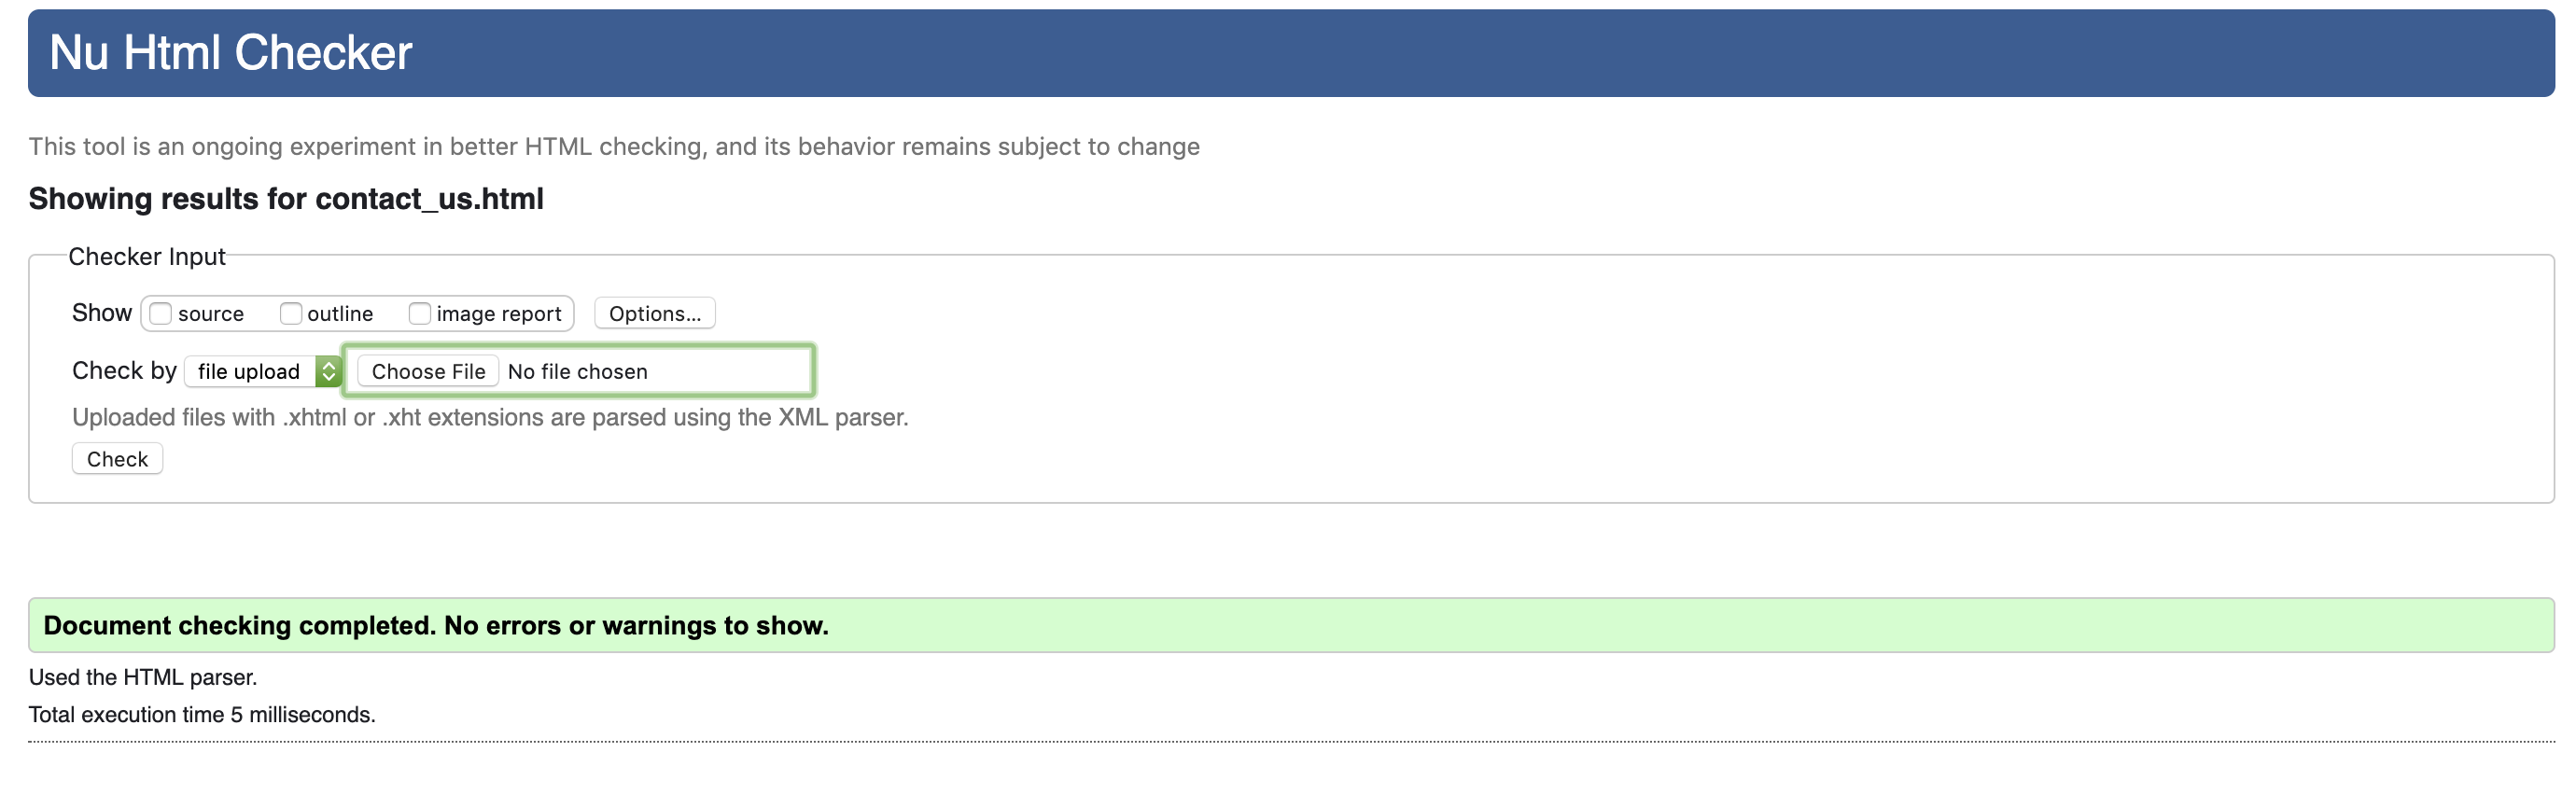 Nu Html Checker
This tool is an ongoing experiment in better HTML checking, and its behavior remains subject to change
Showing results for contact_us.html
Checker Input
Show source outline image report Options...
Check by file upload Choose File No file chosen
Uploaded files with .xhtml or .xht extensions are parsed using the XML parser.
Check
Document checking completed. No errors or warnings to show.
Used the HTML parser.
Total execution time 5 milliseconds.